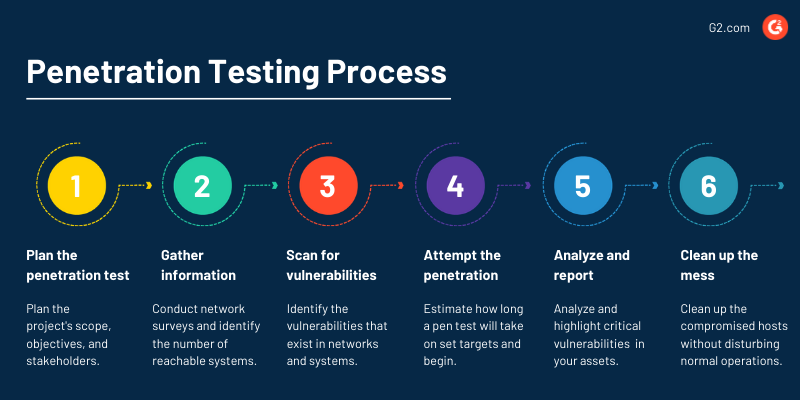 G2.com
Penetration Testing Process
1
2
3
4
5
6
Plan the
penetration test
Plan the
project's scope,
objectives, and
stakeholders.
Gather
information
Conduct network
surveys and identify
the number of
reachable systems.
Scan for
vulnerabilities
Identify the
vulnerabilities that
exist in networks
and systems.
Attempt the
penetration
Estimate how long
a pen test will take
on set targets and
begin.
Analyze and
report
Analyze and
highlight critical
vulnerabilities in
your assets.
Clean up the
mess
Clean up the
compromised hosts
without disturbing
normal operations.